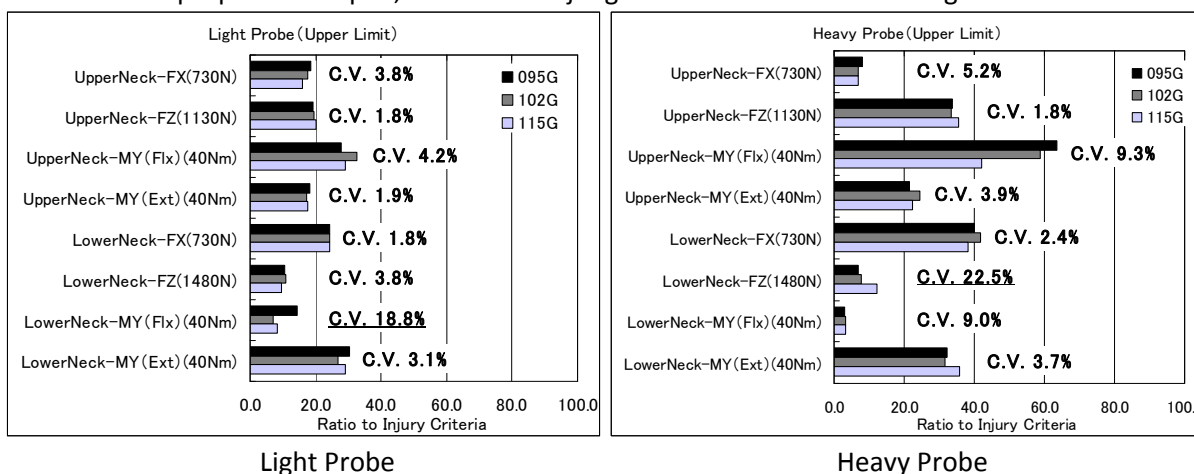 Light Probe(Upper Limit)
UpperNeck-FX(730N) C.V. 3.8%
UpperNeck-FZ(1130N) C.V. 1.8%
UpperNeck-MY(Flx)(40Nm) C.V. 4.2%
UpperNeck-MY(Ext)(40Nm) C.V. 1.9%
LowerNeck-FX(730N) C.V. 1.8%
LowerNeck-FZ(1480N) C.V. 3.8%
LowerNeck-MY(Flx)(40Nm) C.V. 18.8%
LowerNeck-MY(Ext)(40Nm) C.V. 3.1%
095G
102G
115G
0.0 20.0 40.0 60.0 80.0 100.0
Ratio to Injury Criteria
Light Probe
Heavy Probe(Upper Limit)
UpperNeck-FX(730N) C.V. 5.2%
UpperNeck-FZ(1130N) C.V. 1.8%
UpperNeck-MY(Flx)(40Nm) C.V. 9.3%
UpperNeck-MY(Ext)(40Nm) C.V. 3.9%
LowerNeck-FX(730N) C.V. 2.4%
LowerNeck-FZ(1480N) C.V. 22.5%
LowerNeck-MY(Flx)(40Nm) C.V. 9.0%
LowerNeck-MY(Ext)(40Nm) C.V. 3.7%
095G
102G
115G
0.0 20.0 40.0 60.0 80.0 100.
Ratio to Injury Criteria
Heavy Probe